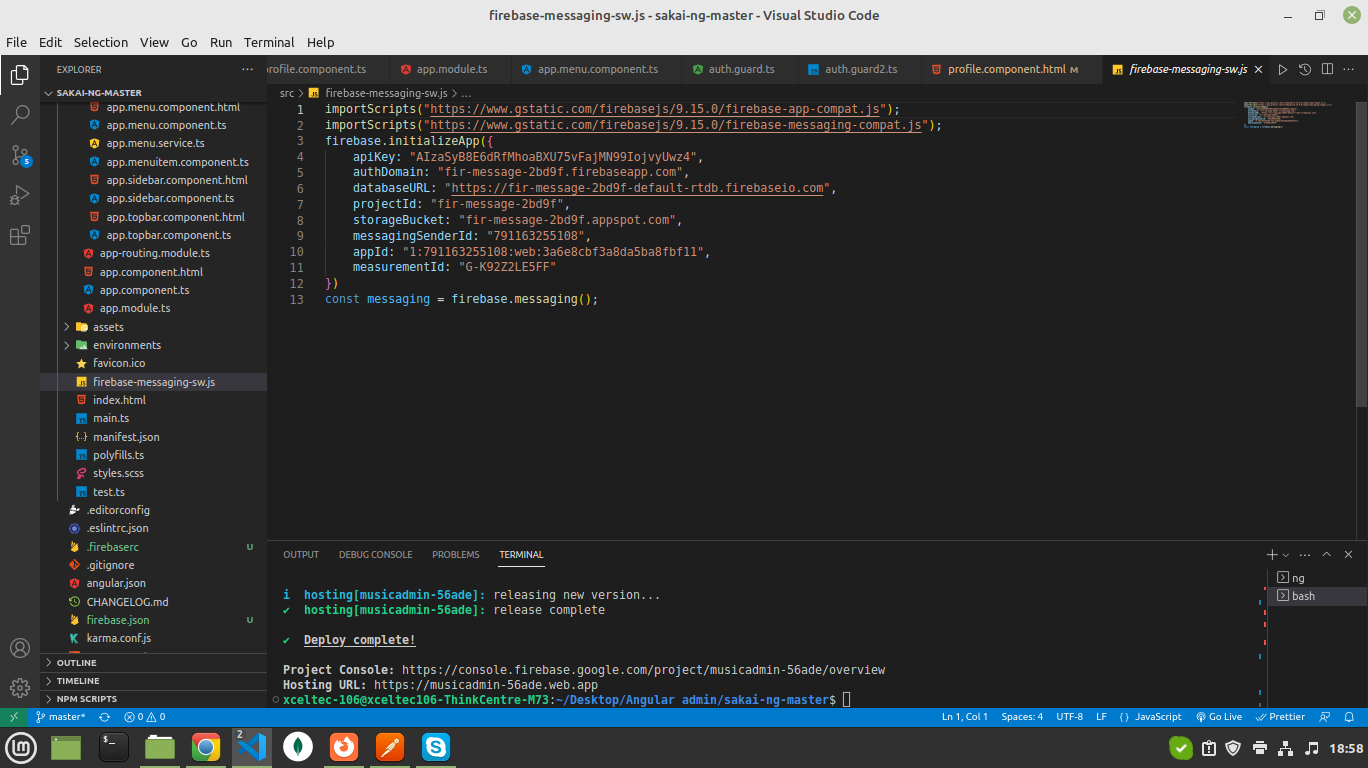 firebase-messaging-sw.js - sakai-ng-master - Visual Studio Code
File Edit Selection View Go Run Terminal Help
EXPLORER
SAKAI-NG-MASTER
app.menu.component.html
app.menu.component.ts
app.menu.service.ts
app.menuitem.component.ts
app.sidebar.component.html
app.sidebar.component.ts
app.topbar.component.html
app.topbar.component.ts
app-routing.module.ts
app.component.html
app.component.ts
app.module.ts
assets
environments
favicon.ico
firebase-messaging-sw.js
index.html
main.ts
manifest.json
polyfills.ts
styles.scss
test.ts
.editorconfig
.eslintrc.json
.firebaserc U
.gitignore
angular.json
CHANGELOG.md
firebase.json U
karma.conf.js
OUTLINE
TIMELINE
NPM SCRIPTS
5
rofile.component.ts app.module.ts app.menu.component.ts auth.guard.ts auth.guard2.ts profile.component.html M firebase-messaging-sw.js
src > firebase-messaging-sw.js > ...
1 importScripts("https://www.gstatic.com/firebasejs/9.15.0/firebase-app-compat.js");
2 importScripts("https://www.gstatic.com/firebasejs/9.15.0/firebase-messaging-compat.js");
3 firebase.initializeApp({
4 apiKey: "AIzaSyB8E6dRfMhoaBXU75vFajMN99IojvyUwz4",
5 authDomain: "fir-message-2bd9f.firebaseapp.com",
6 databaseURL: "https://fir-message-2bd9f-default-rtdb.firebaseio.com",
7 projectId: "fir-message-2bd9f",
8 storageBucket: "fir-message-2bd9f.appspot.com",
9 messagingSenderId: "791163255108",
10 appId: "1:791163255108:web:3a6e8cbf3a8da5ba8fbf11",
11 measurementId: "G-K92Z2LE5FF"
12 })
13 const messaging = firebase.messaging();
OUTPUT DEBUG CONSOLE PROBLEMS TERMINAL
i hosting[musicadmin-56ade]: releasing new version...
✔ hosting[musicadmin-56ade]: release complete
✔ Deploy complete!
Project Console: https://console.firebase.google.com/project/musicadmin-56ade/overview
Hosting URL: https://musicadmin-56ade.web.app
xceltec-106@xceltec106-ThinkCentre-M73:~/Desktop/Angular admin/sakai-ng-master$
ng
bash
master* 0 0 Ln 1, Col 1 Spaces: 4 UTF-8 LF {} JavaScript Go Live Prettier
2
18:58